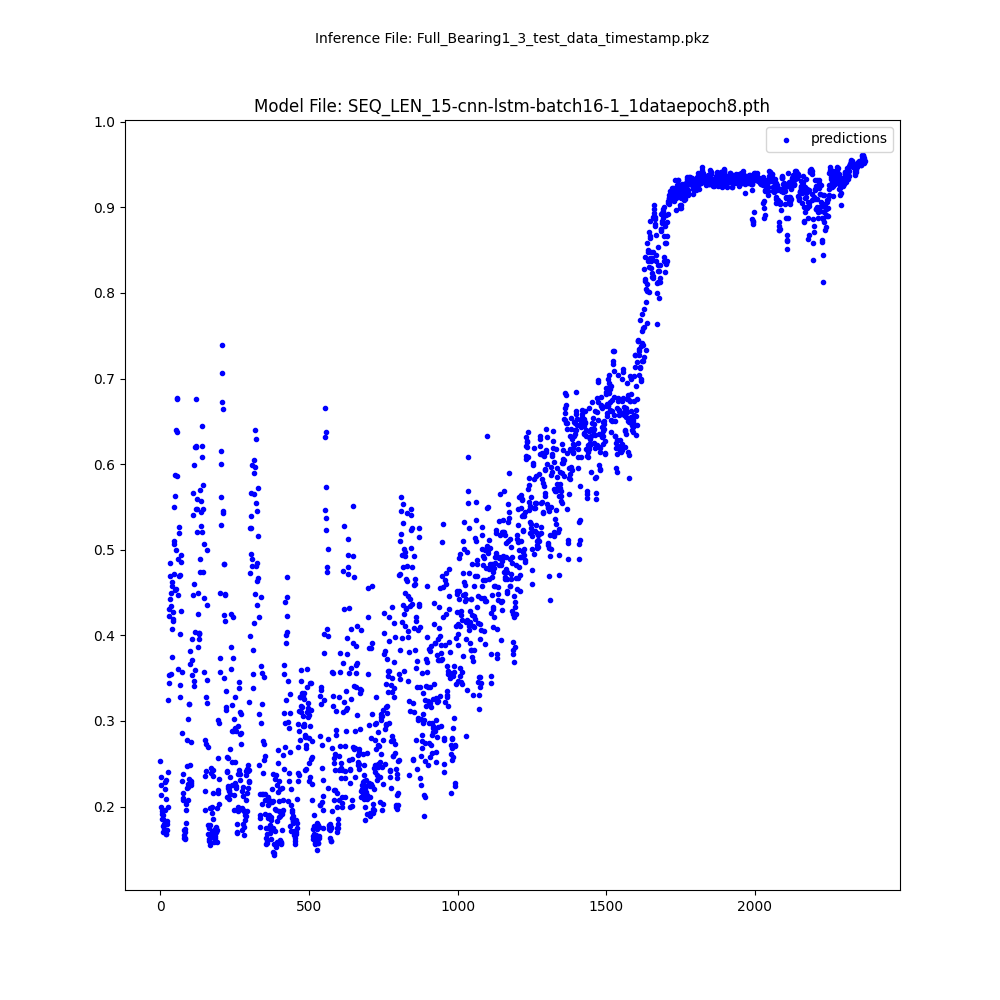 Inference File: Full_Bearing1_3_test_data_timestamp.pkz
Model File: SEQ_LEN_15-cnn-lstm-batch16-1_1dataepoch8.pth
predictions
1.0
0.9
0.8
0.7
0.6
0.5
0.4
0.3
0.2
0 500 1000 1500 2000